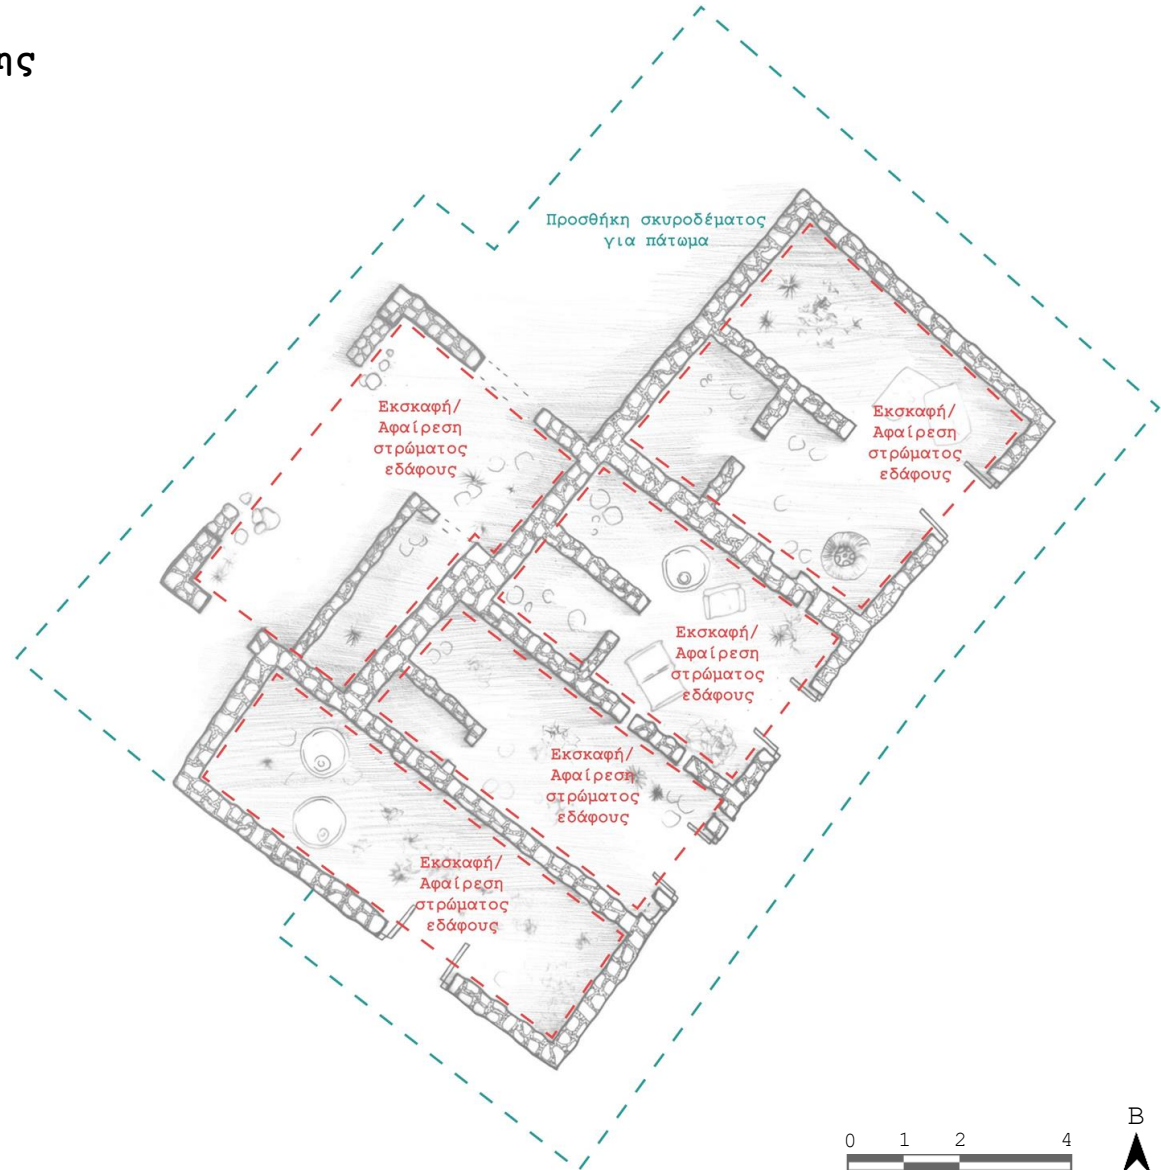 ης
Προσθήκη σκυροδέματος
για πάτωμα
Εκσκαφή/
Αφαίρεση
στρώματος
εδάφους
Εκσκαφή/
Αφαίρεση
στρώματος
εδάφους
Εκσκαφή/
Αφαίρεση
στρώματος
εδάφους
Εκσκαφή/
Αφαίρεση
στρώματος
εδάφους
Εκσκαφή/
Αφαίρεση
στρώματος
εδάφους
Β
0 1 2 4